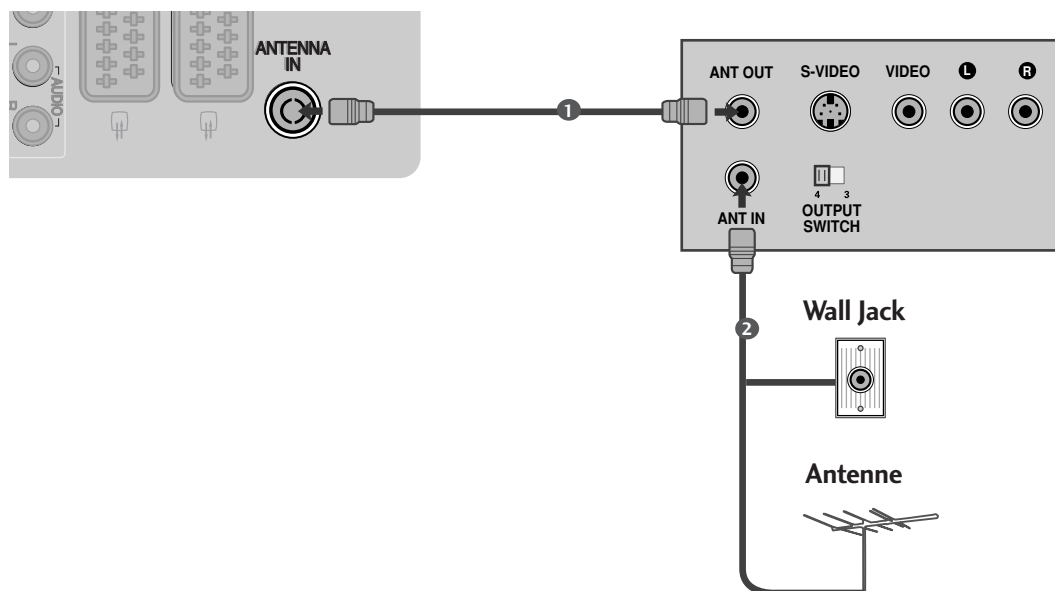 ANTENNA
IN
AUDIO
R
1
ANT OUT
S-VIDEO
VIDEO
L
R
4
3
ANT IN
OUTPUT
SWITCH
2
Wall Jack
Antenne